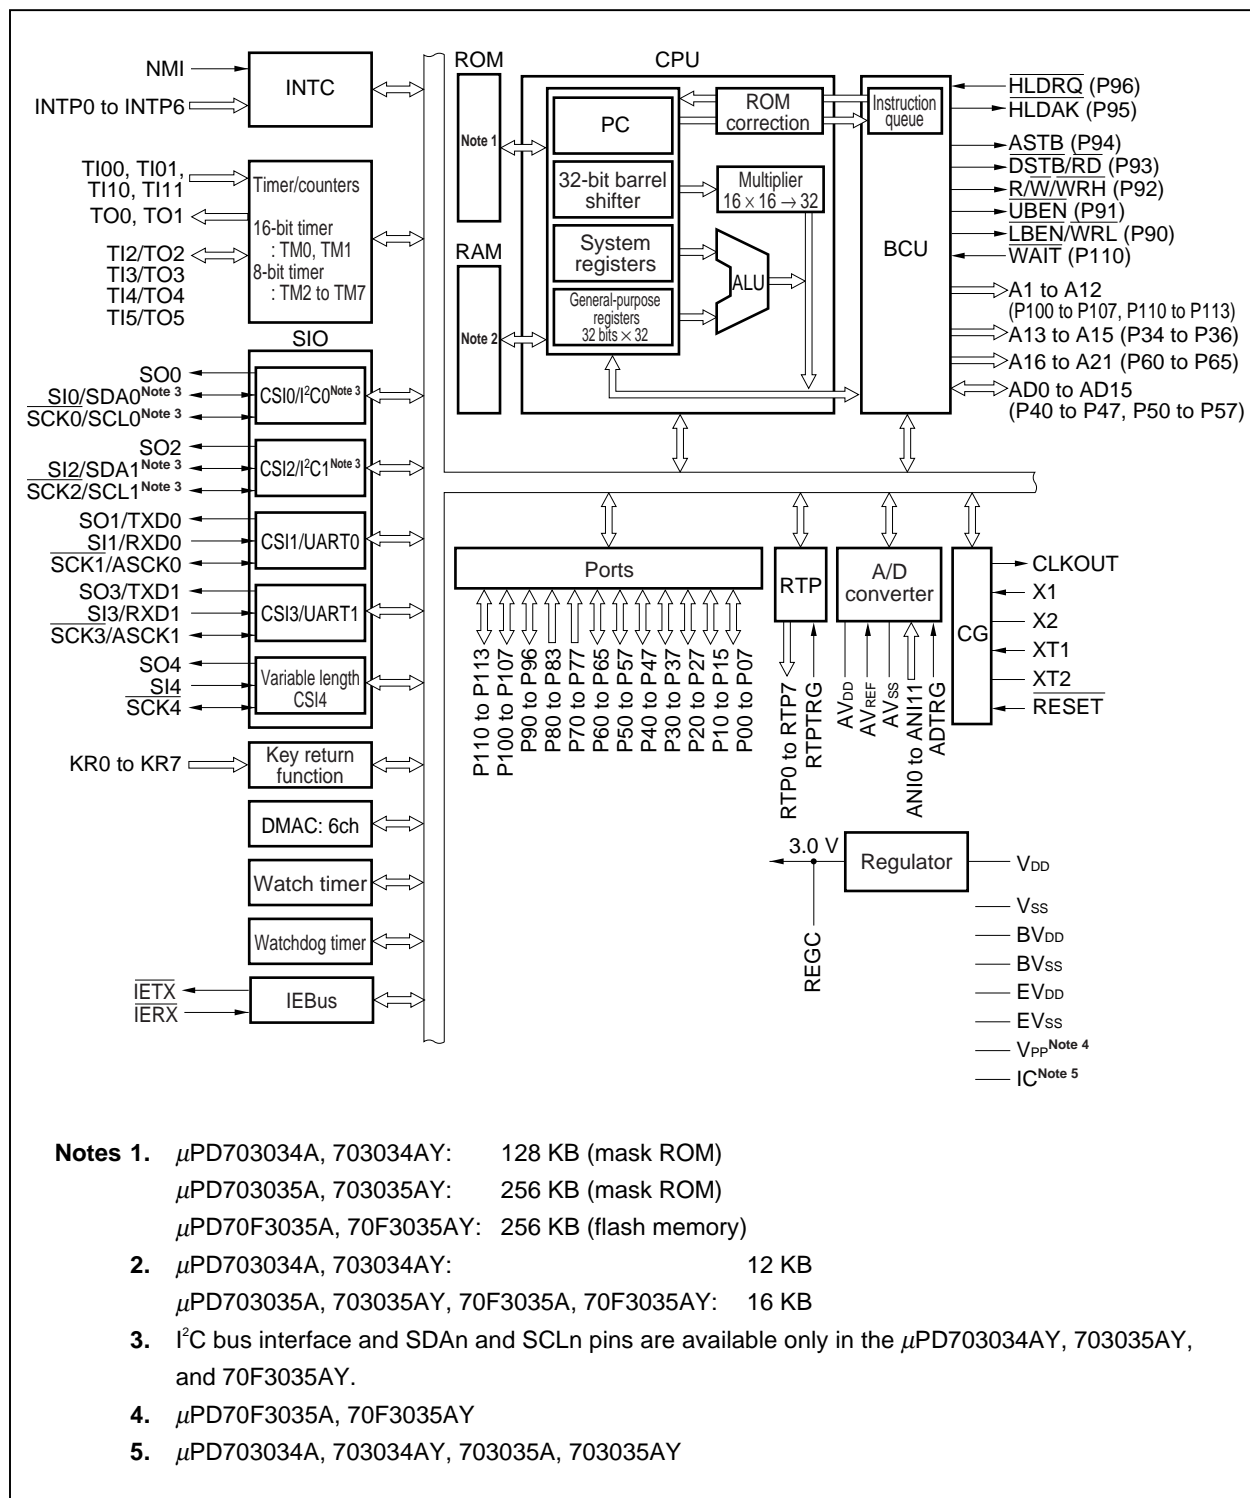 NMI
INTP0 to INTP6
INTC
TI00, TI01,
TI10, TI11
TO0, TO1
TI2/TO2
TI3/TO3
TI4/TO4
TI5/TO5
Timer/counters
16-bit timer
: TM0, TM1
8-bit timer
: TM2 to TM7
SIO
SO0
SI0/SDA0Note 3
SCK0/SCL0Note 3
CSI0/I²C0Note 3
SO2
SI2/SDA1Note 3
SCK2/SCL1Note 3
CSI2/I²C1Note 3
SO1/TXD0
SI1/RXD0
SCK1/ASCK0
CSI1/UART0
SO3/TXD1
SI3/RXD1
SCK3/ASCK1
CSI3/UART1
SO4
SI4
SCK4
Variable length
CSI4
KR0 to KR7
Key return
function
DMAC: 6ch
Watch timer
Watchdog timer
IETX
IERX
IEBus
ROM
Note 1
RAM
Note 2
CPU
PC
32-bit barrel
shifter
System
registers
General-purpose
registers
32 bits × 32
ROM
correction
Multiplier
16 × 16 → 32
ALU
Instruction
queue
BCU
HLDRQ (P96)
HLDAK (P95)
ASTB (P94)
DSTB/RD (P93)
R/W/WRH (P92)
UBEN (P91)
LBEN/WRL (P90)
WAIT (P110)
A1 to A12
(P100 to P107, P110 to P113)
A13 to A15 (P34 to P36)
A16 to A21 (P60 to P65)
AD0 to AD15
(P40 to P47, P50 to P57)
Ports
P110 to P113
P100 to P107
P90 to P96
P80 to P83
P70 to P77
P60 to P65
P50 to P57
P40 to P47
P30 to P37
P20 to P27
P10 to P15
P00 to P07
RTP
RTP0 to RTP7
RTPTRG
A/D
converter
AVDD
AVREF
AVSS
ANI0 to ANI11
ADTRG
CG
CLKOUT
X1
X2
XT1
XT2
RESET
3.0 V
Regulator
REGC
VDD
VSS
BVDD
BVSS
EVDD
EVSS
VPPNote 4
ICNote 5
Notes 1. µPD703034A, 703034AY: 128 KB (mask ROM)
µPD703035A, 703035AY: 256 KB (mask ROM)
µPD70F3035A, 70F3035AY: 256 KB (flash memory)
2. µPD703034A, 703034AY: 12 KB
µPD703035A, 703035AY, 70F3035A, 70F3035AY: 16 KB
3. I²C bus interface and SDAn and SCLn pins are available only in the µPD703034AY, 703035AY,
and 70F3035AY.
4. µPD70F3035A, 70F3035AY
5. µPD703034A, 703034AY, 703035A, 703035AY